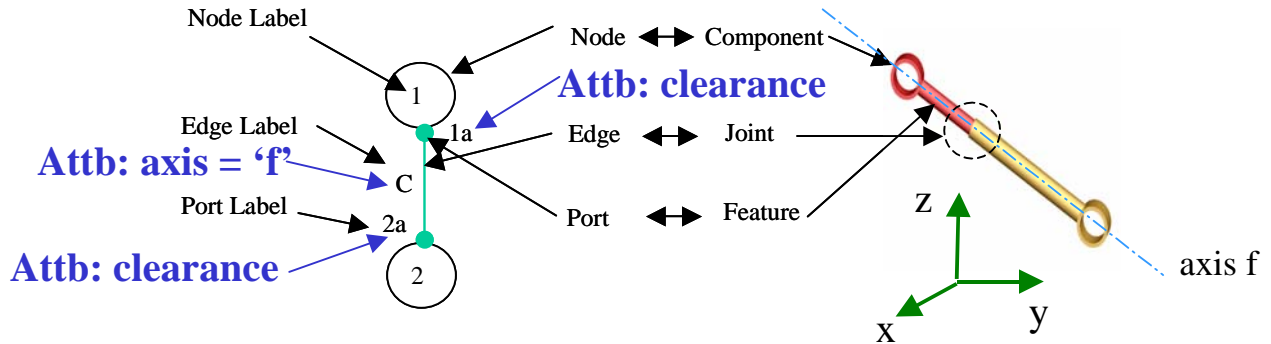 Node Label
Node
Component
1
Attb: clearance
Edge Label
1a
Edge
Joint
Attb: axis = ‘f’
C
Port Label
2a
Port
Feature
z
Attb: clearance
2
axis f
x
y